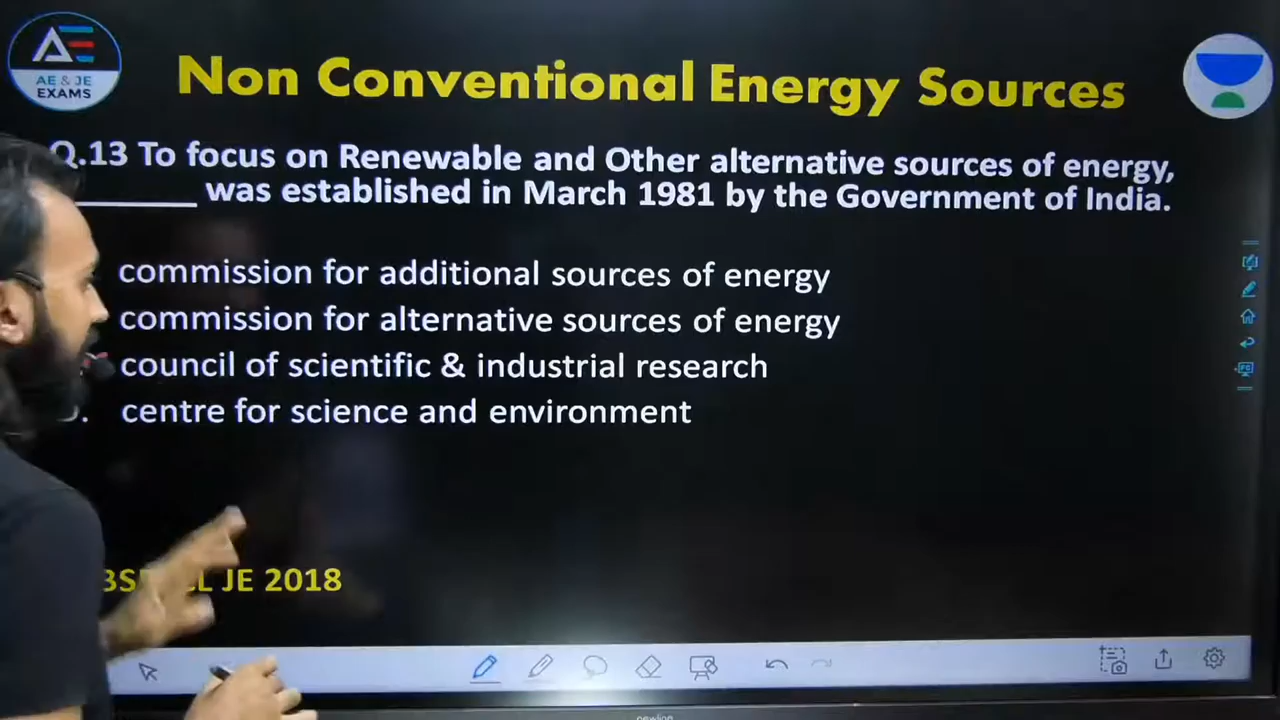 AE & JE
EXAMS
Non Conventional Energy Sources
Q.13 To focus on Renewable and Other alternative sources of energy,
________ was established in March 1981 by the Government of India.
commission for additional sources of energy
commission for alternative sources of energy
council of scientific & industrial research
centre for science and environment
JE 2018
newline